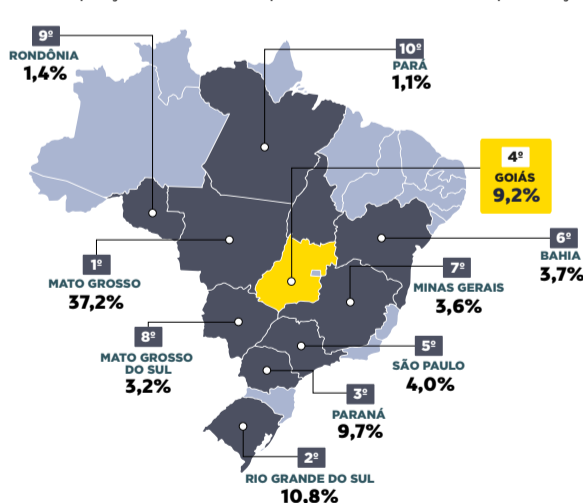 9º
RONDÔNIA
1,4%
10º
PARÁ
1,1%
4º
GOIÁS
9,2%
6º
BAHIA
3,7%
1º
MATO GROSSO
37,2%
7º
MINAS GERAIS
3,6%
8º
MATO GROSSO
DO SUL
3,2%
5º
SÃO PAULO
4,0%
3º
PARANÁ
9,7%
2º
RIO GRANDE DO SUL
10,8%